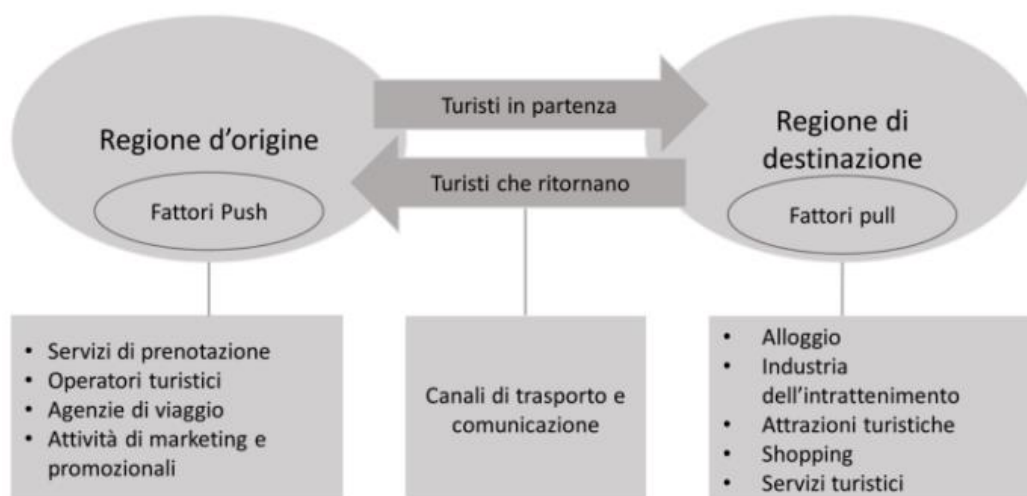 Regione d'origine
Fattori Push
Turisti in partenza
Turisti che ritornano
Regione di
destinazione
Fattori pull
• Servizi di prenotazione
• Operatori turistici
• Agenzie di viaggio
• Attività di marketing e
promozionali
Canali di trasporto e
comunicazione
• Alloggio
• Industria
dell'intrattenimento
• Attrazioni turistiche
• Shopping
• Servizi turistici